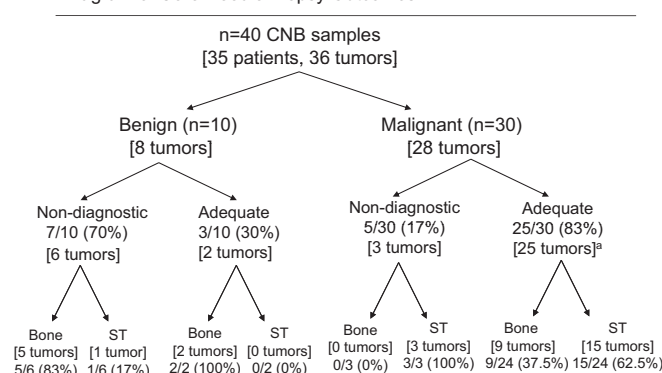 n=40 CNB samples
[35 patients, 36 tumors]
Benign (n=10)
[8 tumors]
Malignant (n=30)
[28 tumors]
Non-diagnostic
7/10 (70%)
[6 tumors]
Adequate
3/10 (30%)
[2 tumors]
Non-diagnostic
5/30 (17%)
[3 tumors]
Adequate
25/30 (83%)
[25 tumors]ᵃ
Bone
[5 tumors]
5/6 (83%)
ST
[1 tumor]
1/6 (17%)
Bone
[2 tumors]
2/2 (100%)
ST
[0 tumors]
0/2 (0%)
Bone
[0 tumors]
0/3 (0%)
ST
[3 tumors]
3/3 (100%)
Bone
[9 tumors]
9/24 (37.5%)
ST
[15 tumors]
15/24 (62.5%)